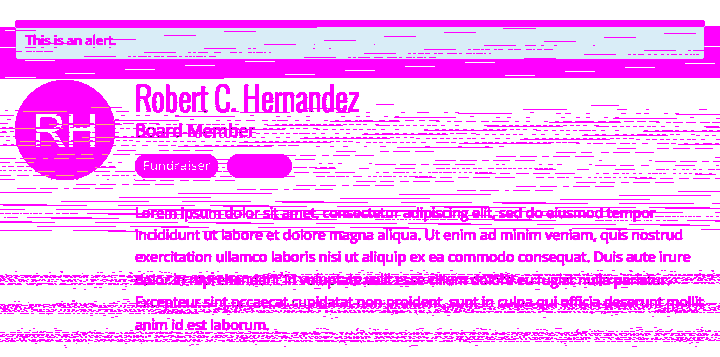 This is an alert.
RH
Robert C. Hernandez
Board Member
Fundraiser
Lorem ipsum dolor sit amet, consectetur adipiscing elit, sed do eiusmod tempor
incididunt ut labore et dolore magna aliqua. Ut enim ad minim veniam, quis nostrud
exercitation ullamco laboris nisi ut aliquip ex ea commodo consequat. Duis aute irure
dolor in reprehenderit in voluptate velit esse cillum dolore eu fugiat nulla pariatur.
Excepteur sint occaecat cupidatat non proident, sunt in culpa qui officia deserunt mollit
anim id est laborum.